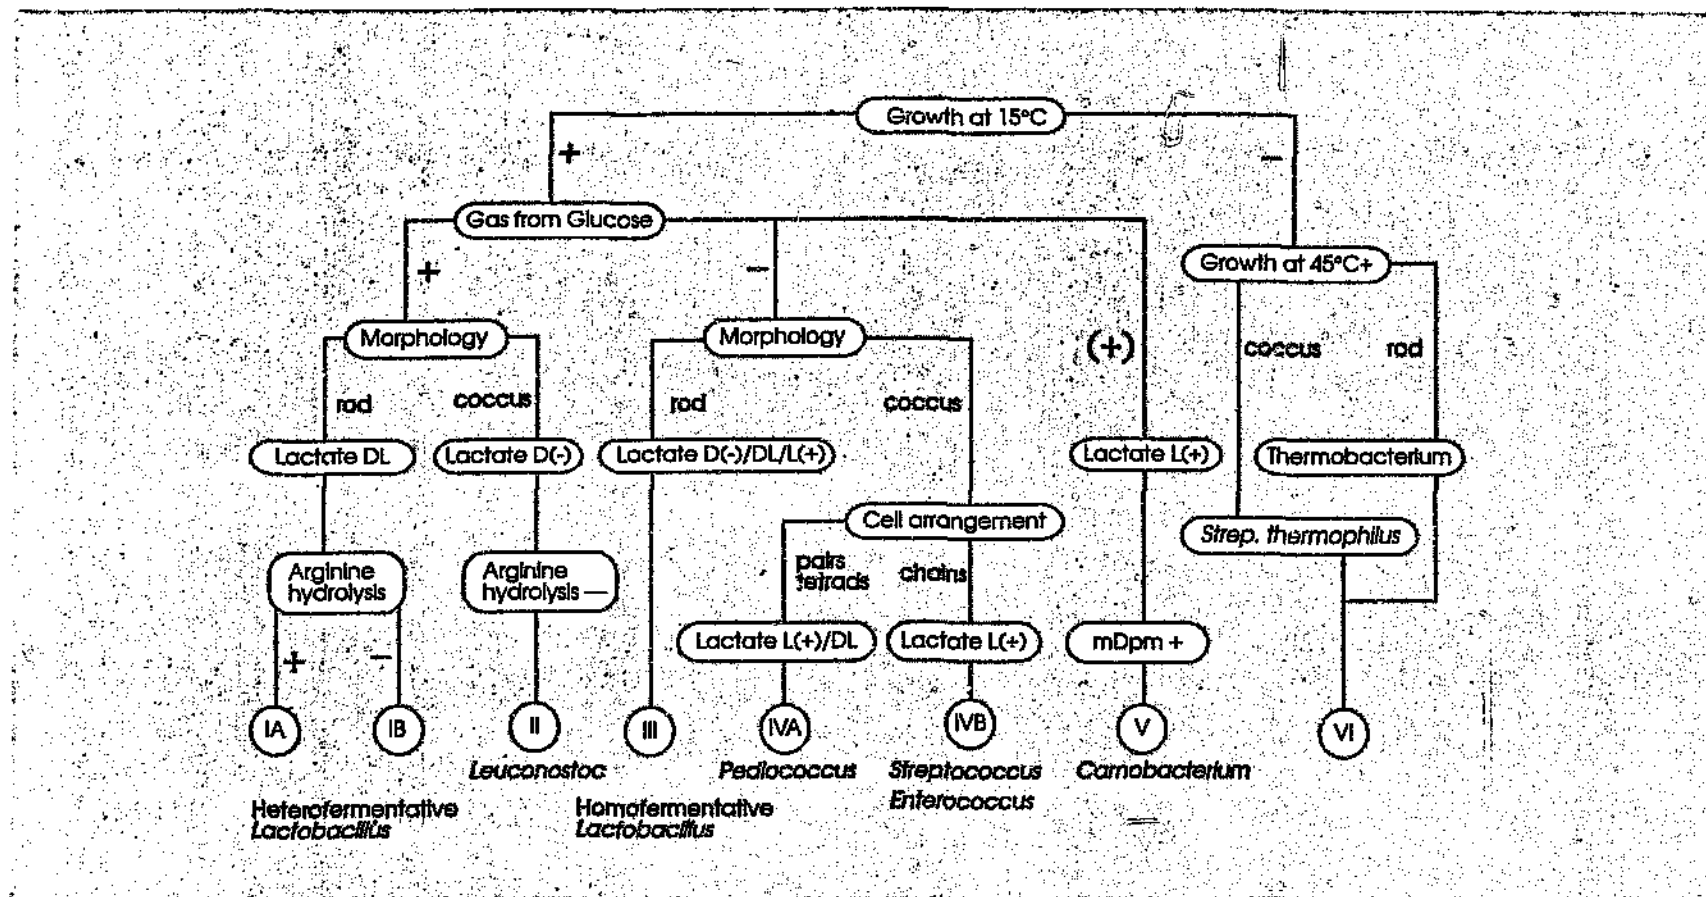 Growth at 15°C
+
−
Gas from Glucose
Growth at 45°C+
+
−
(+)
Morphology
Morphology
coccus
rod
rod
coccus
rod
coccus
Lactate DL
Lactate D(-)
Lactate D(-)/DL/L(+)
Lactate L(+)
Thermobacterium
Cell arrangement
Strep. thermophilus
pairs
tetrads
chains
Arginine
hydrolysis
Arginine
hydrolysis —
Lactate L(+)/DL
Lactate L(+)
mDpm +
+
−
IA
IB
II
III
IVA
IVB
V
VI
Leuconostoc
Pediococcus
Streptococcus
Enterococcus
Carnobacterium
Heterofermentative
Lactobacillus
Homofermentative
Lactobacillus